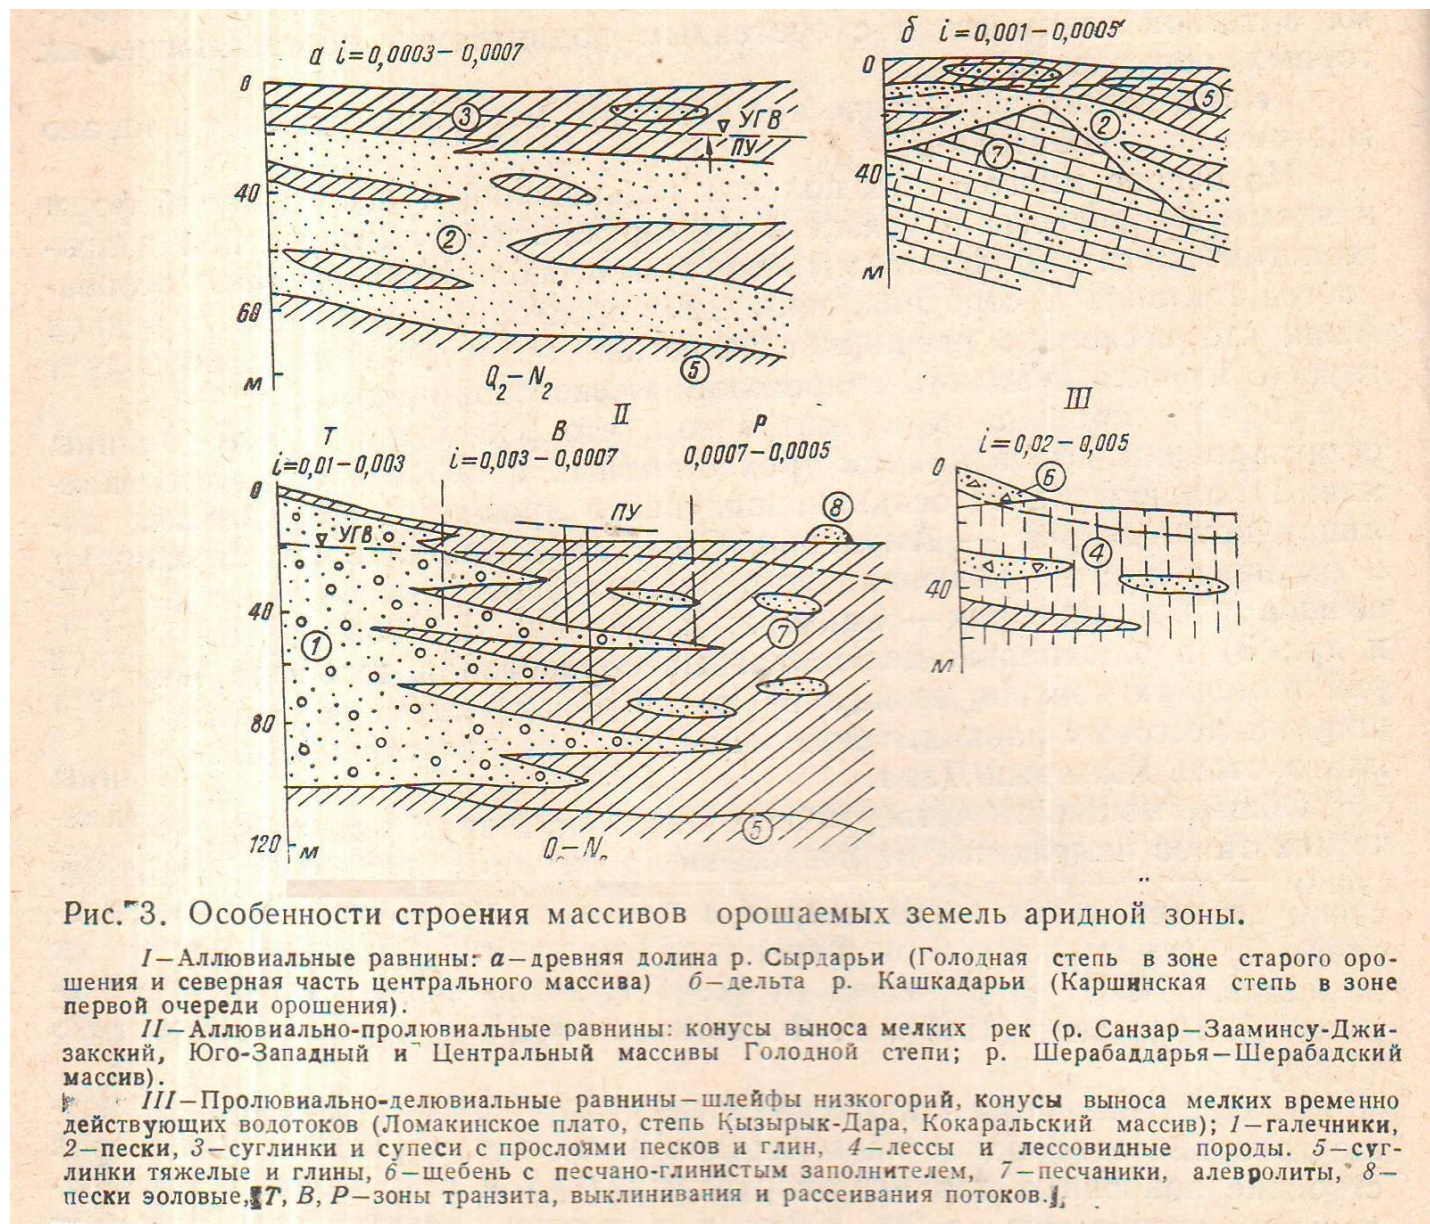 а i=0,0003–0,0007
б i=0,001–0,0005
0
3
УГВ
ПУ
40
2
60
м
5
Q₂–N₂
0
5
2
7
40
м
II
III
Т
В
Р
i=0,01–0,003
i=0,003–0,0007
0,0007–0,0005
i=0,02–0,005
0
УГВ
ПУ
8
40
1
7
80
5
120
м
0
6
4
40
м
Рис. 3. Особенности строения массивов орошаемых земель аридной зоны.
I—Аллювиальные равнины: а—древняя долина р. Сырдарьи (Голодная степь в зоне старого оро-
шения и северная часть центрального массива) б—дельта р. Кашкадарьи (Каршинская степь в зоне
первой очереди орошения).
II—Аллювиально-пролювиальные равнины: конусы выноса мелких рек (р. Санзар—Зааминсу-Джи-
закский, Юго-Западный и Центральный массивы Голодной степи; р. Шерабаддарья—Шерабадский
массив).
III—Пролювиально-делювиальные равнины—шлейфы низкогорий, конусы выноса мелких временно
действующих водотоков (Ломакинское плато, степь Қызырык-Дара, Кокаральский массив); 1—галечники,
2—пески, 3—суглинки и супеси с прослоями песков и глин, 4—лессы и лессовидные породы. 5—суг-
линки тяжелые и глины, 6—щебень с песчано-глинистым заполнителем, 7—песчаники, алевролиты, 8—
пески эоловые, Т, В, Р—зоны транзита, выклинивания и рассеивания потоков.